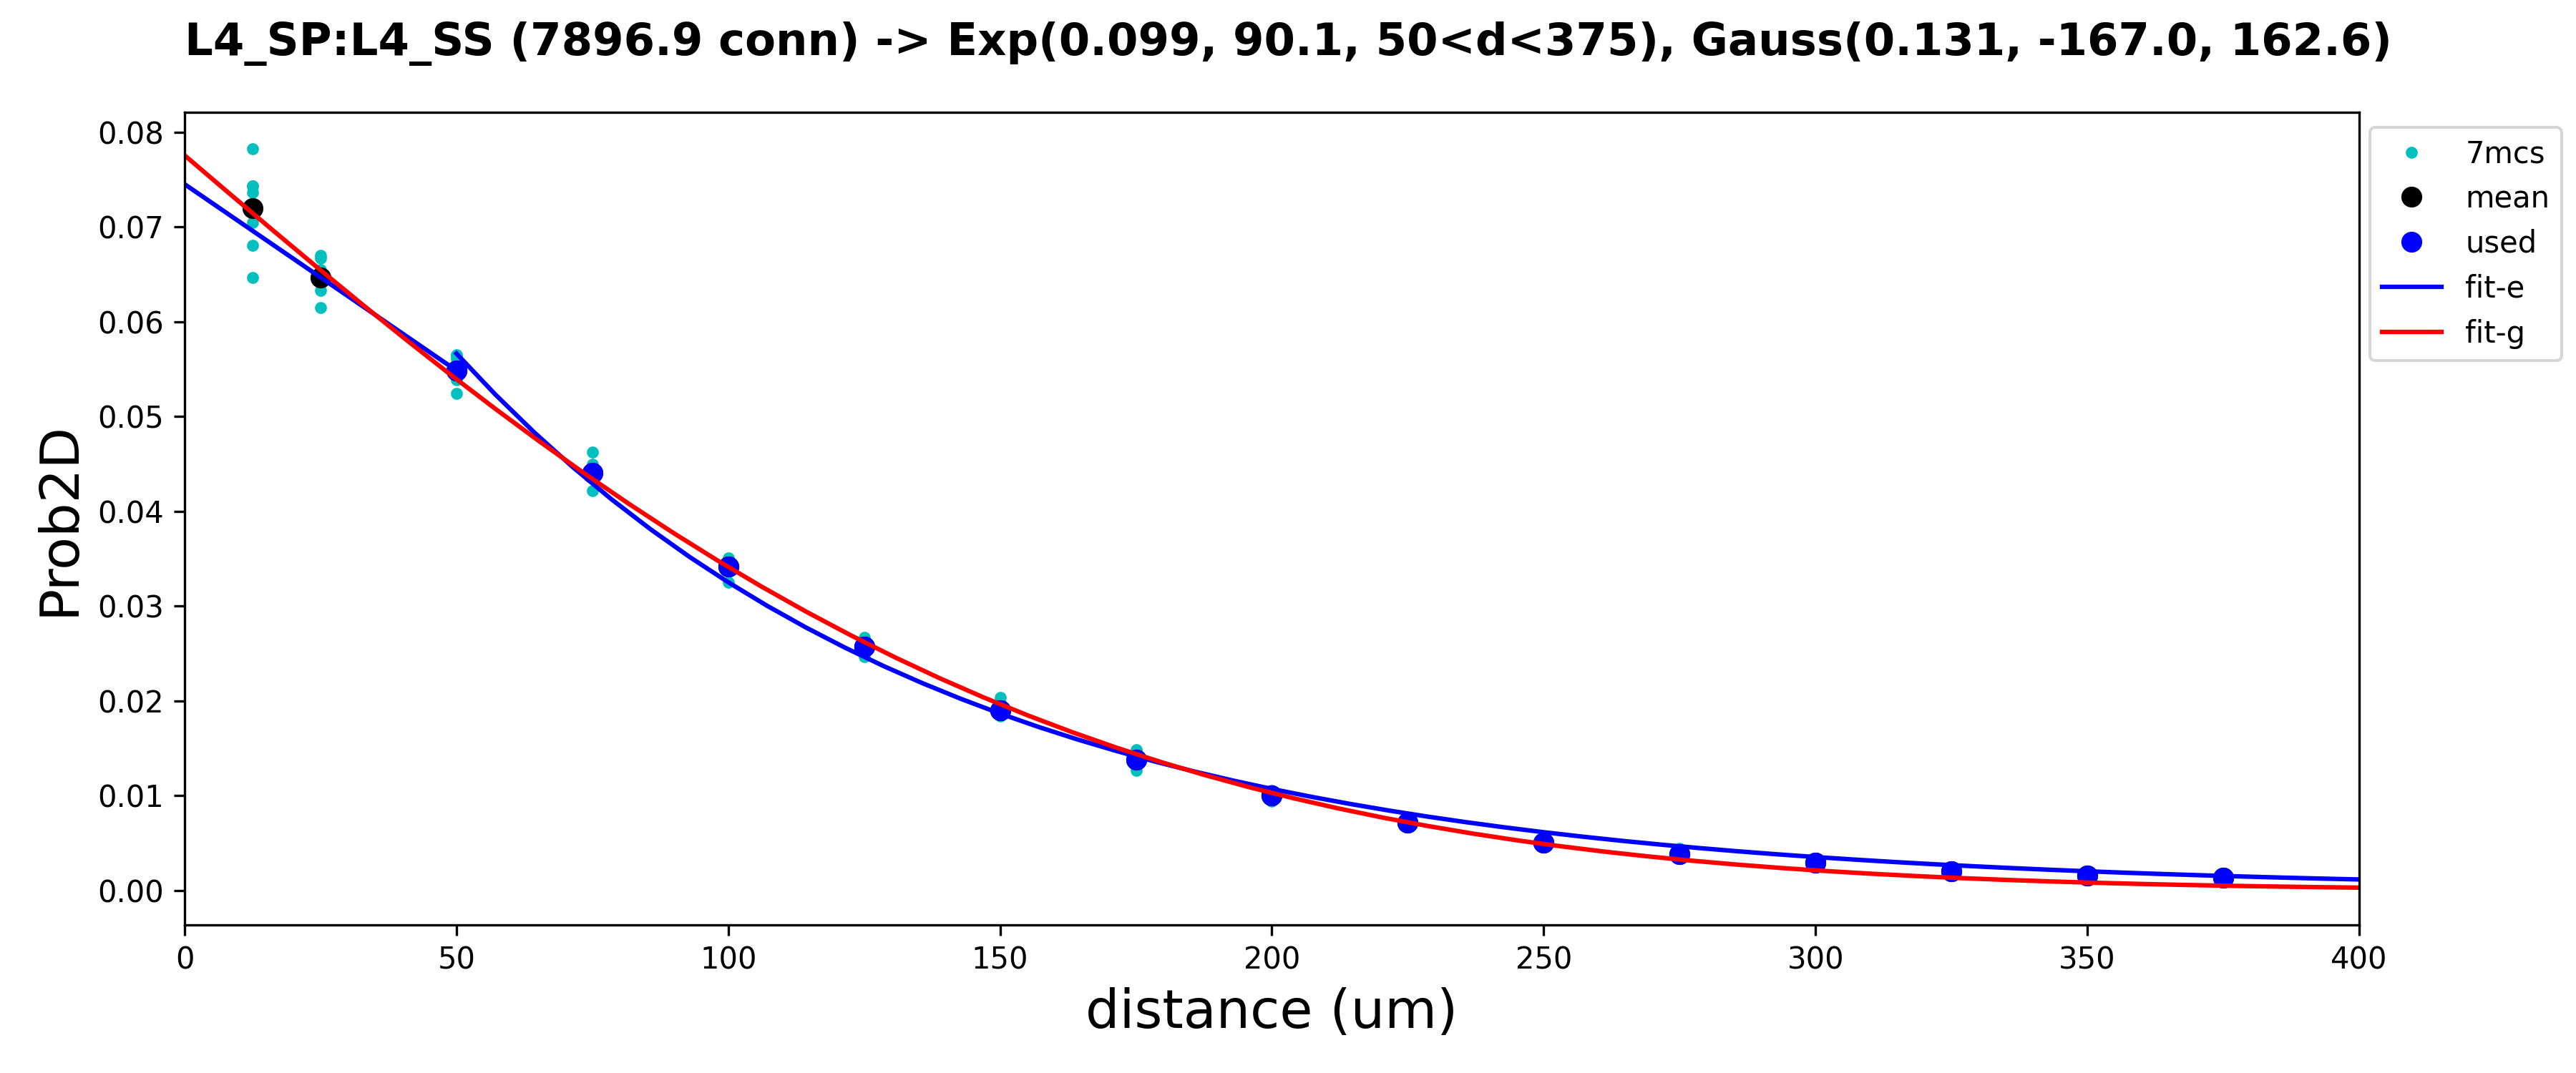 L4_SP:L4_SS (7896.9 conn) -> Exp(0.099, 90.1, 50<d<375), Gauss(0.131, -167.0, 162.6)
0.08
0.07
0.06
0.05
0.04
0.03
0.02
0.01
0.00
Prob2D
0 50 100 150 200 250 300 350 400
distance (um)
7mcs
mean
used
fit-e
fit-g